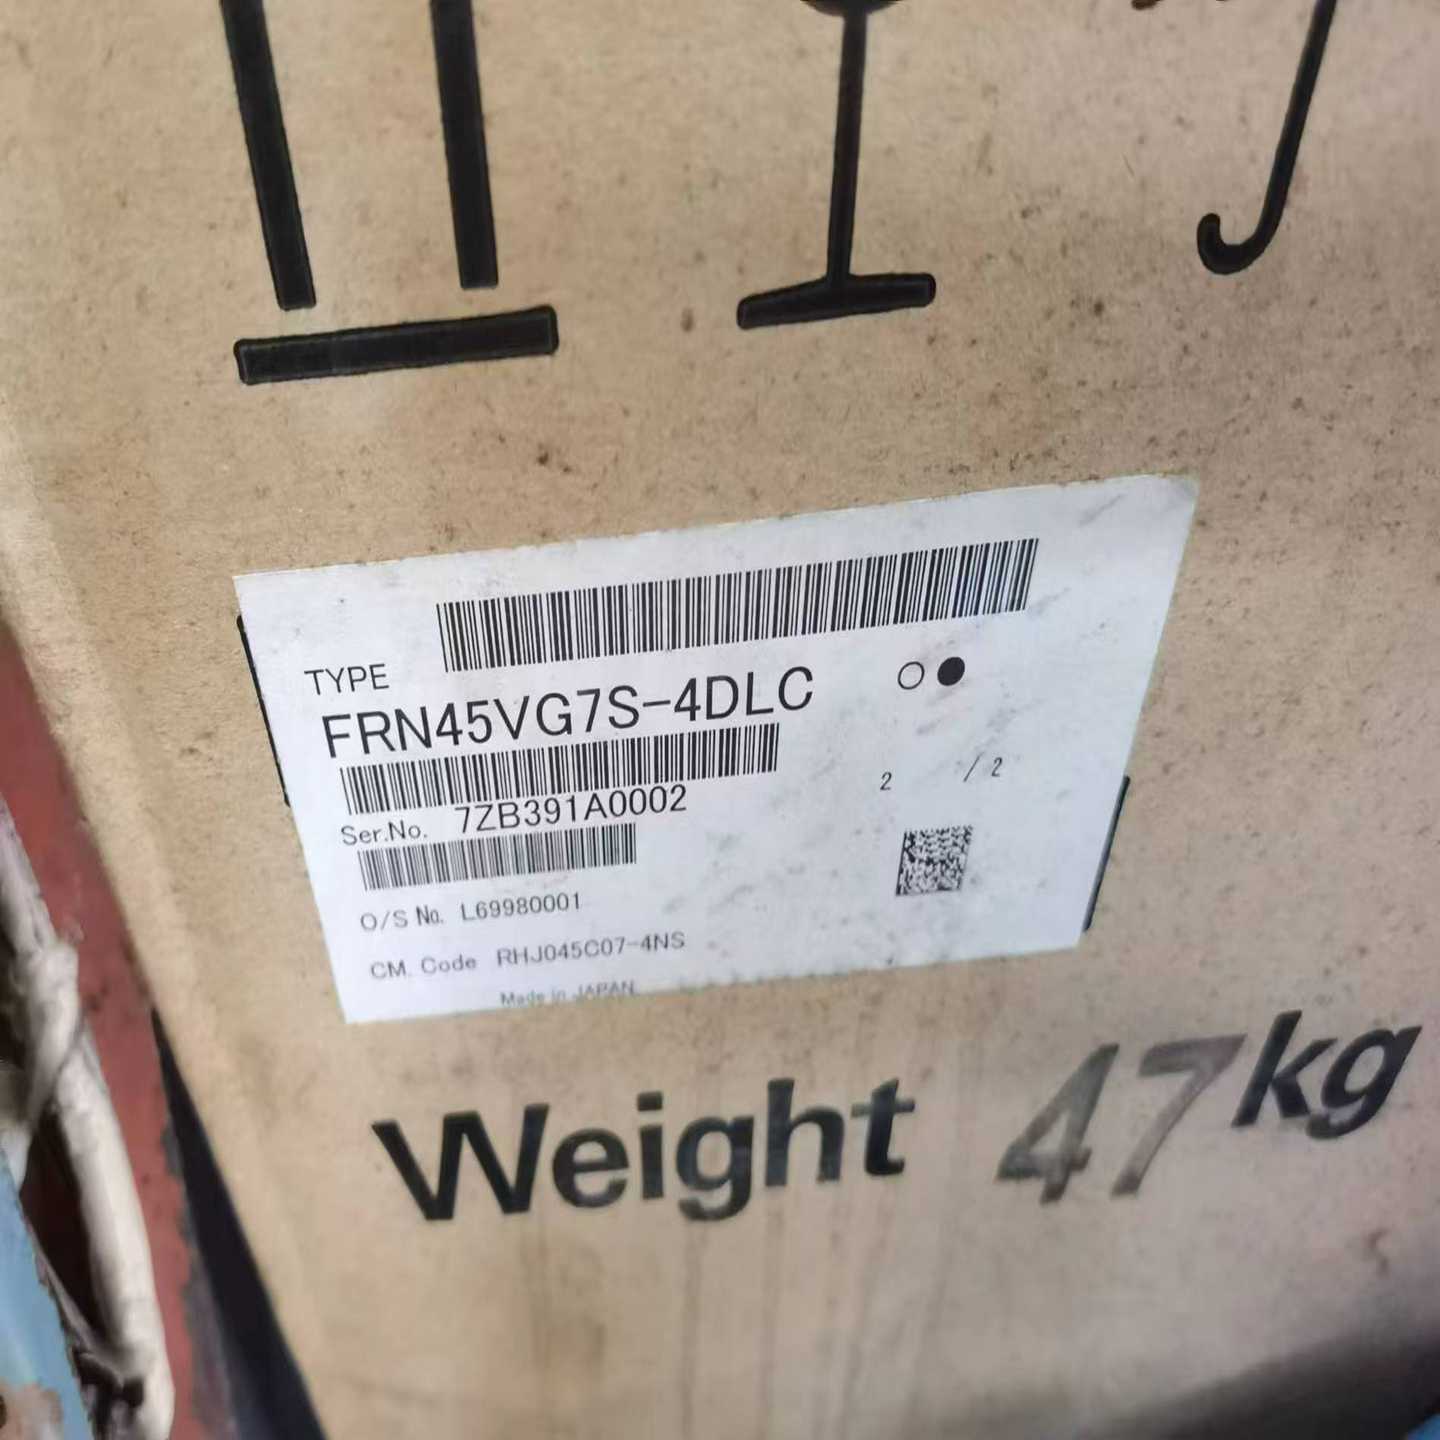 TYPE
FRN45VG7S-4DLC
Ser.No. 7ZB391A0002
2 / 2
O/S No. L69980001
CM. Code RHJ045C07-4NS
Made in JAPAN
Weight 47kg